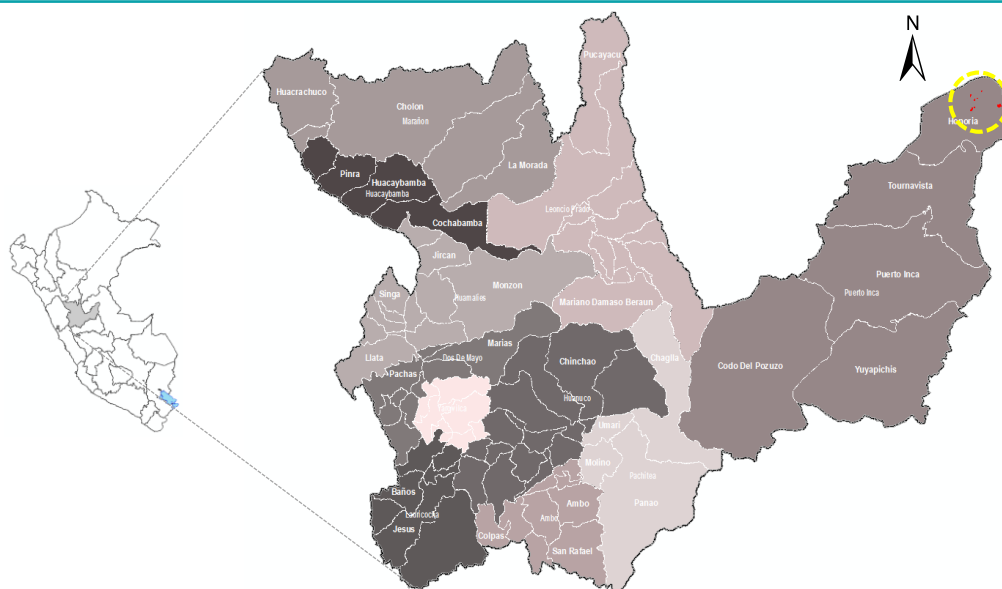 N
Pucayacu
Huacrachuco
Cholon
Marañon
Honoria
La Morada
Pinra
Huacaybamba
Huacaybamba
Tournavista
Leoncio Prado
Cochabamba
Jircan
Monzon
Puerto Inca
Singa
Huamalies
Puerto Inca
Mariano Damaso Beraun
Marias
Llata
Dos De Mayo
Chinchao
Chaglla
Pachas
Codo Del Pozuzo
Yuyapichis
Huanuco
Umari
Molino
Pachitea
Baños
Panao
Ambo
Lauricocha
Ambo
Jesus
Colpas
San Rafael